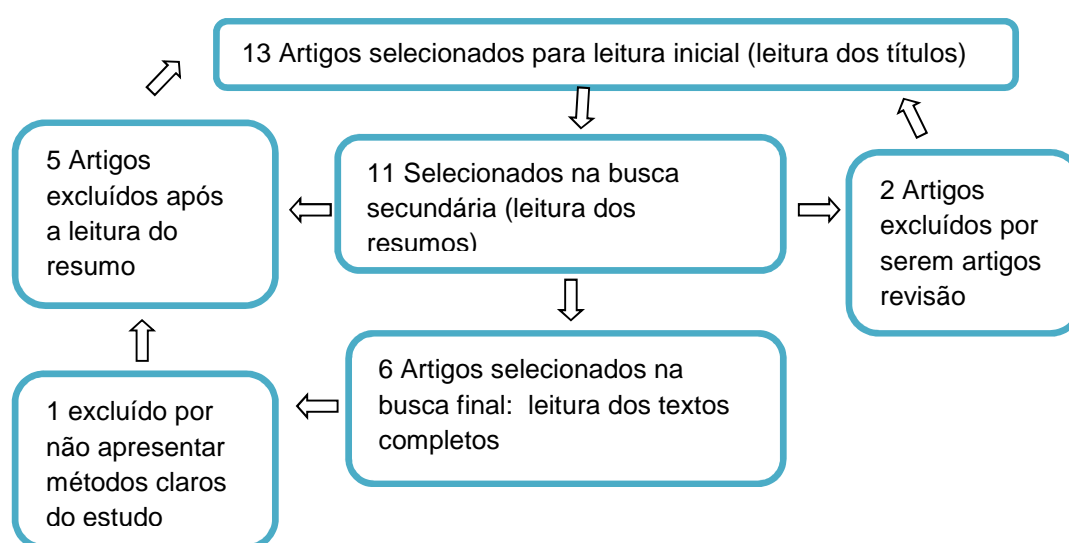 13 Artigos selecionados para leitura inicial (leitura dos títulos)
5 Artigos
excluídos após
a leitura do
resumo
11 Selecionados na busca
secundária (leitura dos
resumos)
2 Artigos
excluídos por
serem artigos
revisão
6 Artigos selecionados na
busca final:  leitura dos textos
completos
1 excluído por
não apresentar
métodos claros
do estudo